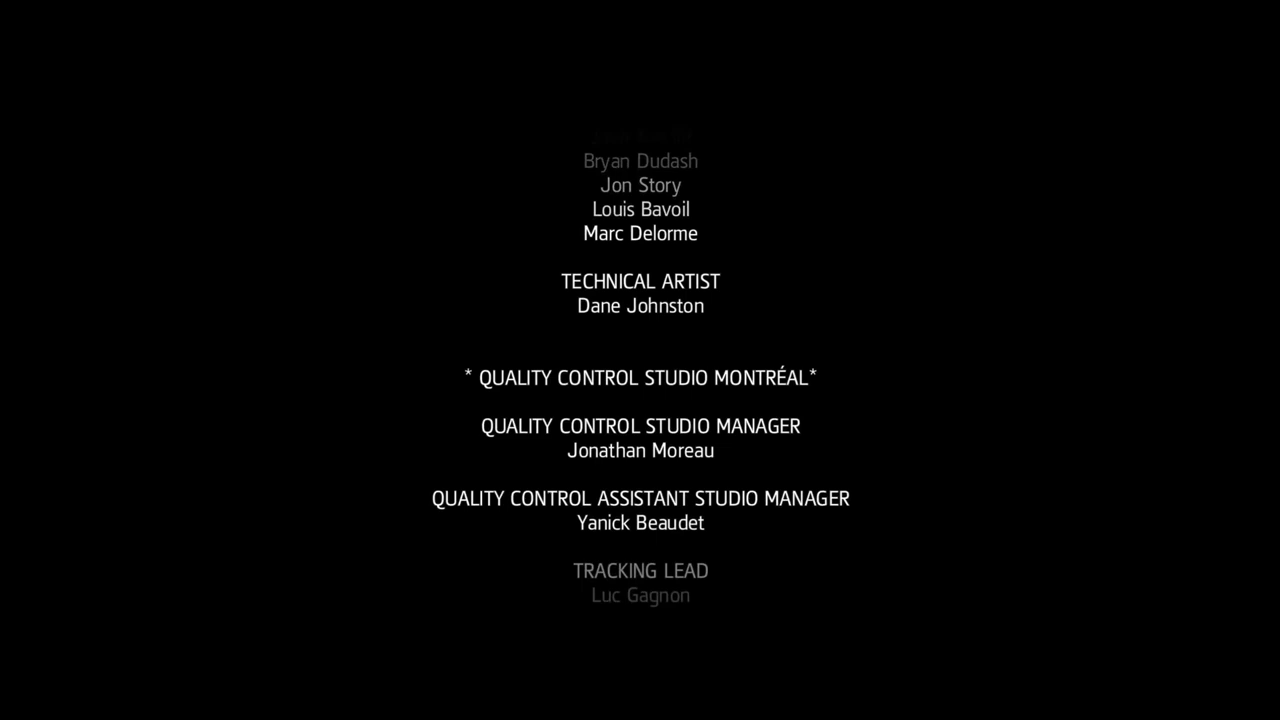 Bryan Dudash
Jon Story
Louis Bavoil
Marc Delorme
TECHNICAL ARTIST
Dane Johnston
* QUALITY CONTROL STUDIO MONTRÉAL*
QUALITY CONTROL STUDIO MANAGER
Jonathan Moreau
QUALITY CONTROL ASSISTANT STUDIO MANAGER
Yanick Beaudet
TRACKING LEAD
Luc Gagnon